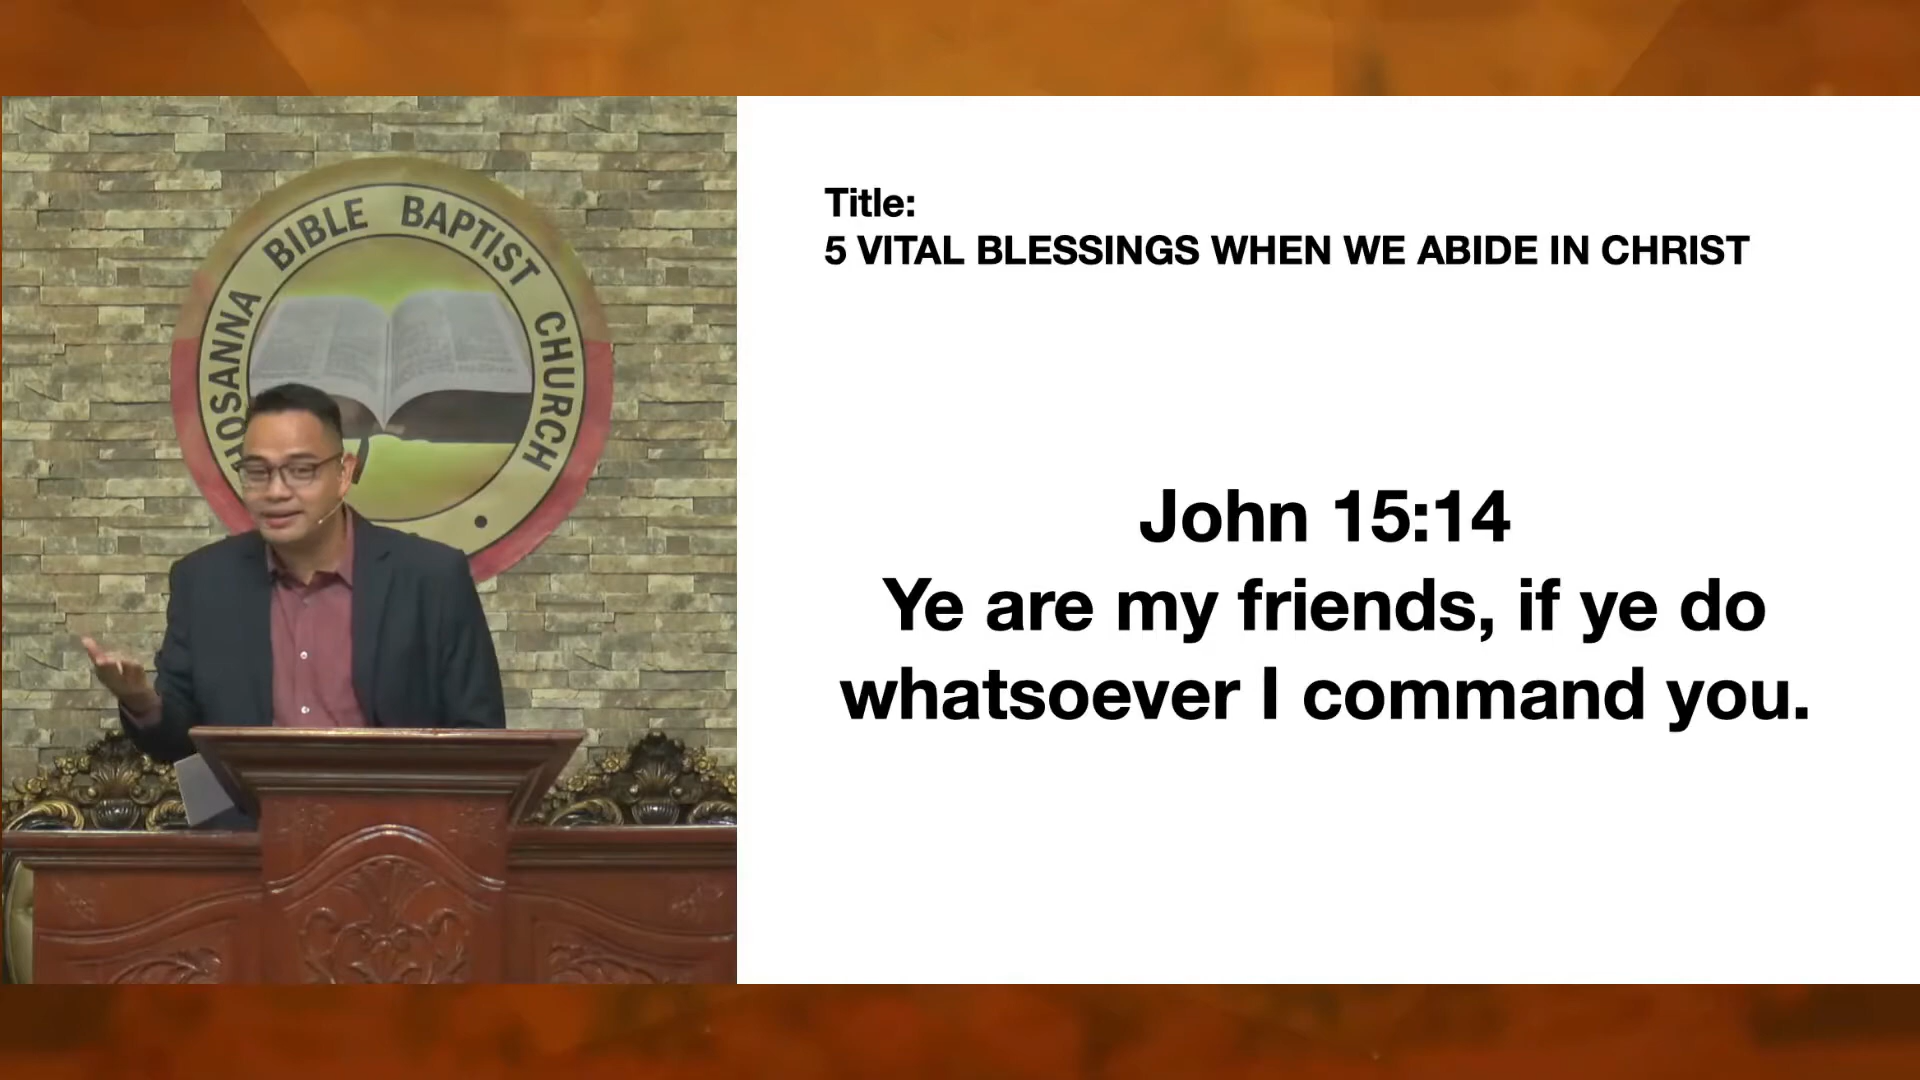 HOSANNA BIBLE BAPTIST CHURCH
Title:
5 VITAL BLESSINGS WHEN WE ABIDE IN CHRIST
John 15:14
Ye are my friends, if ye do
whatsoever I command you.